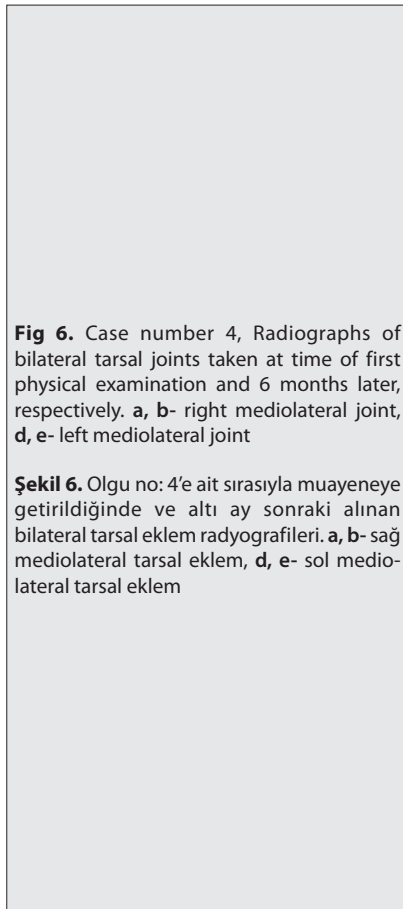 Fig 6. Case number 4, Radiographs of
bilateral tarsal joints taken at time of first
physical examination and 6 months later,
respectively. a, b- right mediolateral joint,
d, e- left mediolateral joint
Şekil 6. Olgu no: 4'e ait sırasıyla muayeneye
getirildiğinde ve altı ay sonraki alınan
bilateral tarsal eklem radyografileri. a, b- sağ
mediolateral tarsal eklem, d, e- sol medio-
lateral tarsal eklem